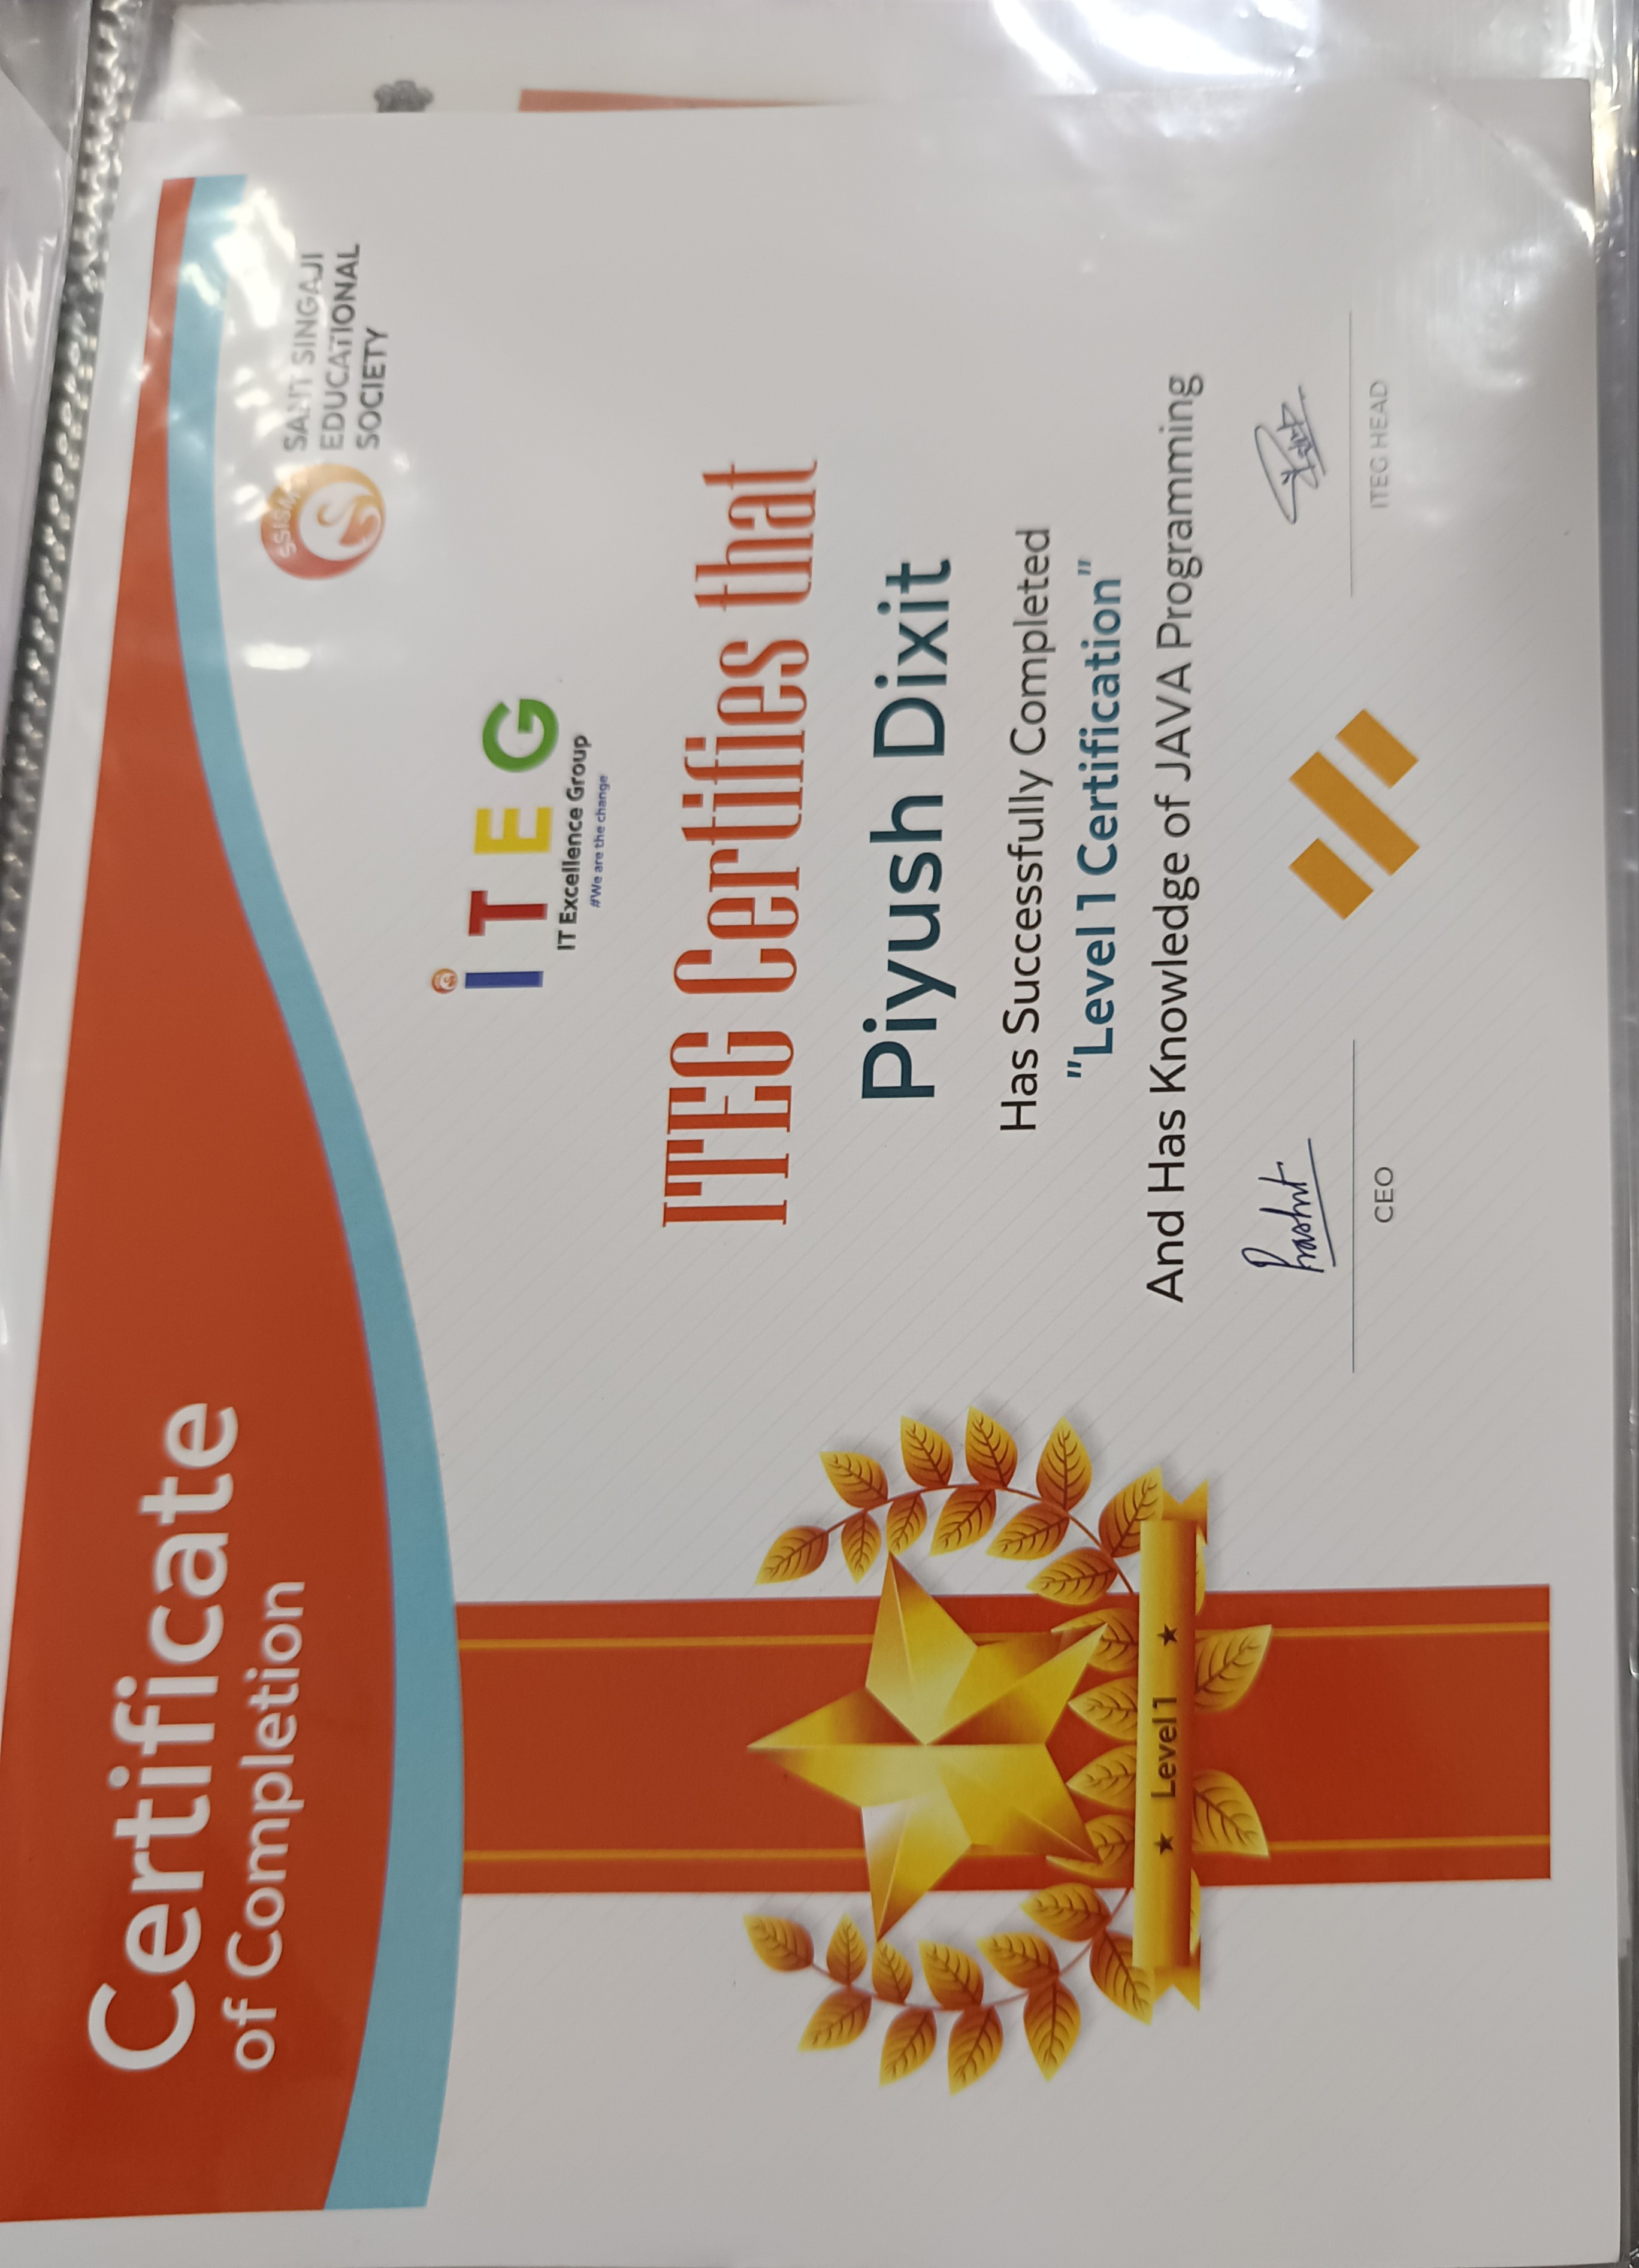 Certificate
of Completion
SSISM
SANT SINGAJI
EDUCATIONAL
SOCIETY
iTEG
IT Excellence Group
#We are the change
ITEG Certifies that
Piyush Dixit
Has Successfully Completed
"Level 1 Certification"
And Has Knowledge of JAVA Programming
Prashnt
CEO
ITEG HEAD
★ Level 1 ★